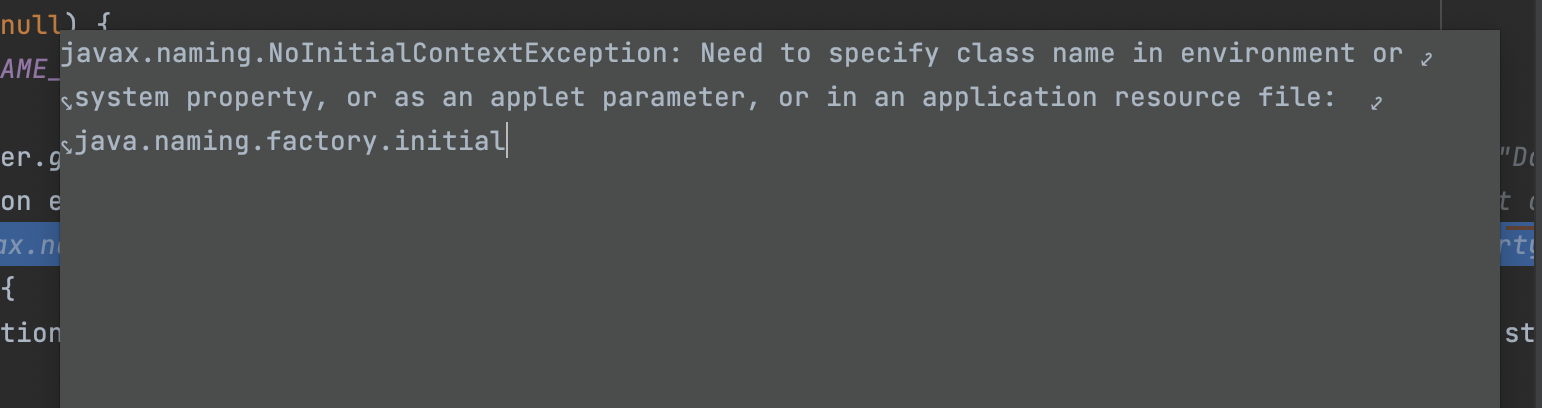 null) {
javax.naming.NoInitialContextException: Need to specify class name in environment or
AME_
system property, or as an applet parameter, or in an application resource file:
java.naming.factory.initial
er.g "Do
on e t
ax.n rty
{
tion st